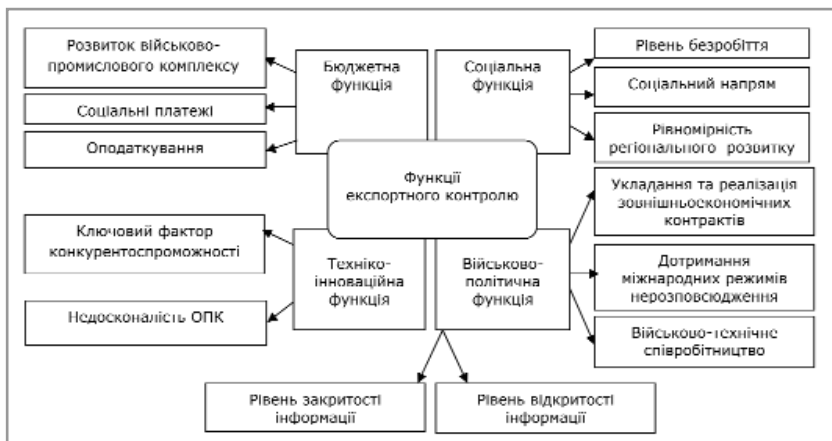 Розвиток військово-
промислового комплексу
Соціальні платежі
Оподаткування
Бюджетна
функція
Соціальна
функція
Рівень безробіття
Соціальний напрям
Рівномірність
регіонального розвитку
Функції
експортного контролю
Ключовий фактор
конкурентоспроможності
Недосконалість ОПК
Техніко-
інноваційна
функція
Військово-
політична
функція
Укладання та реалізація
зовнішньоекономічних
контрактів
Дотримання
міжнародних режимів
нерозповсюдження
Військово-технічне
співробітництво
Рівень закритості
інформації
Рівень відкритості
інформації